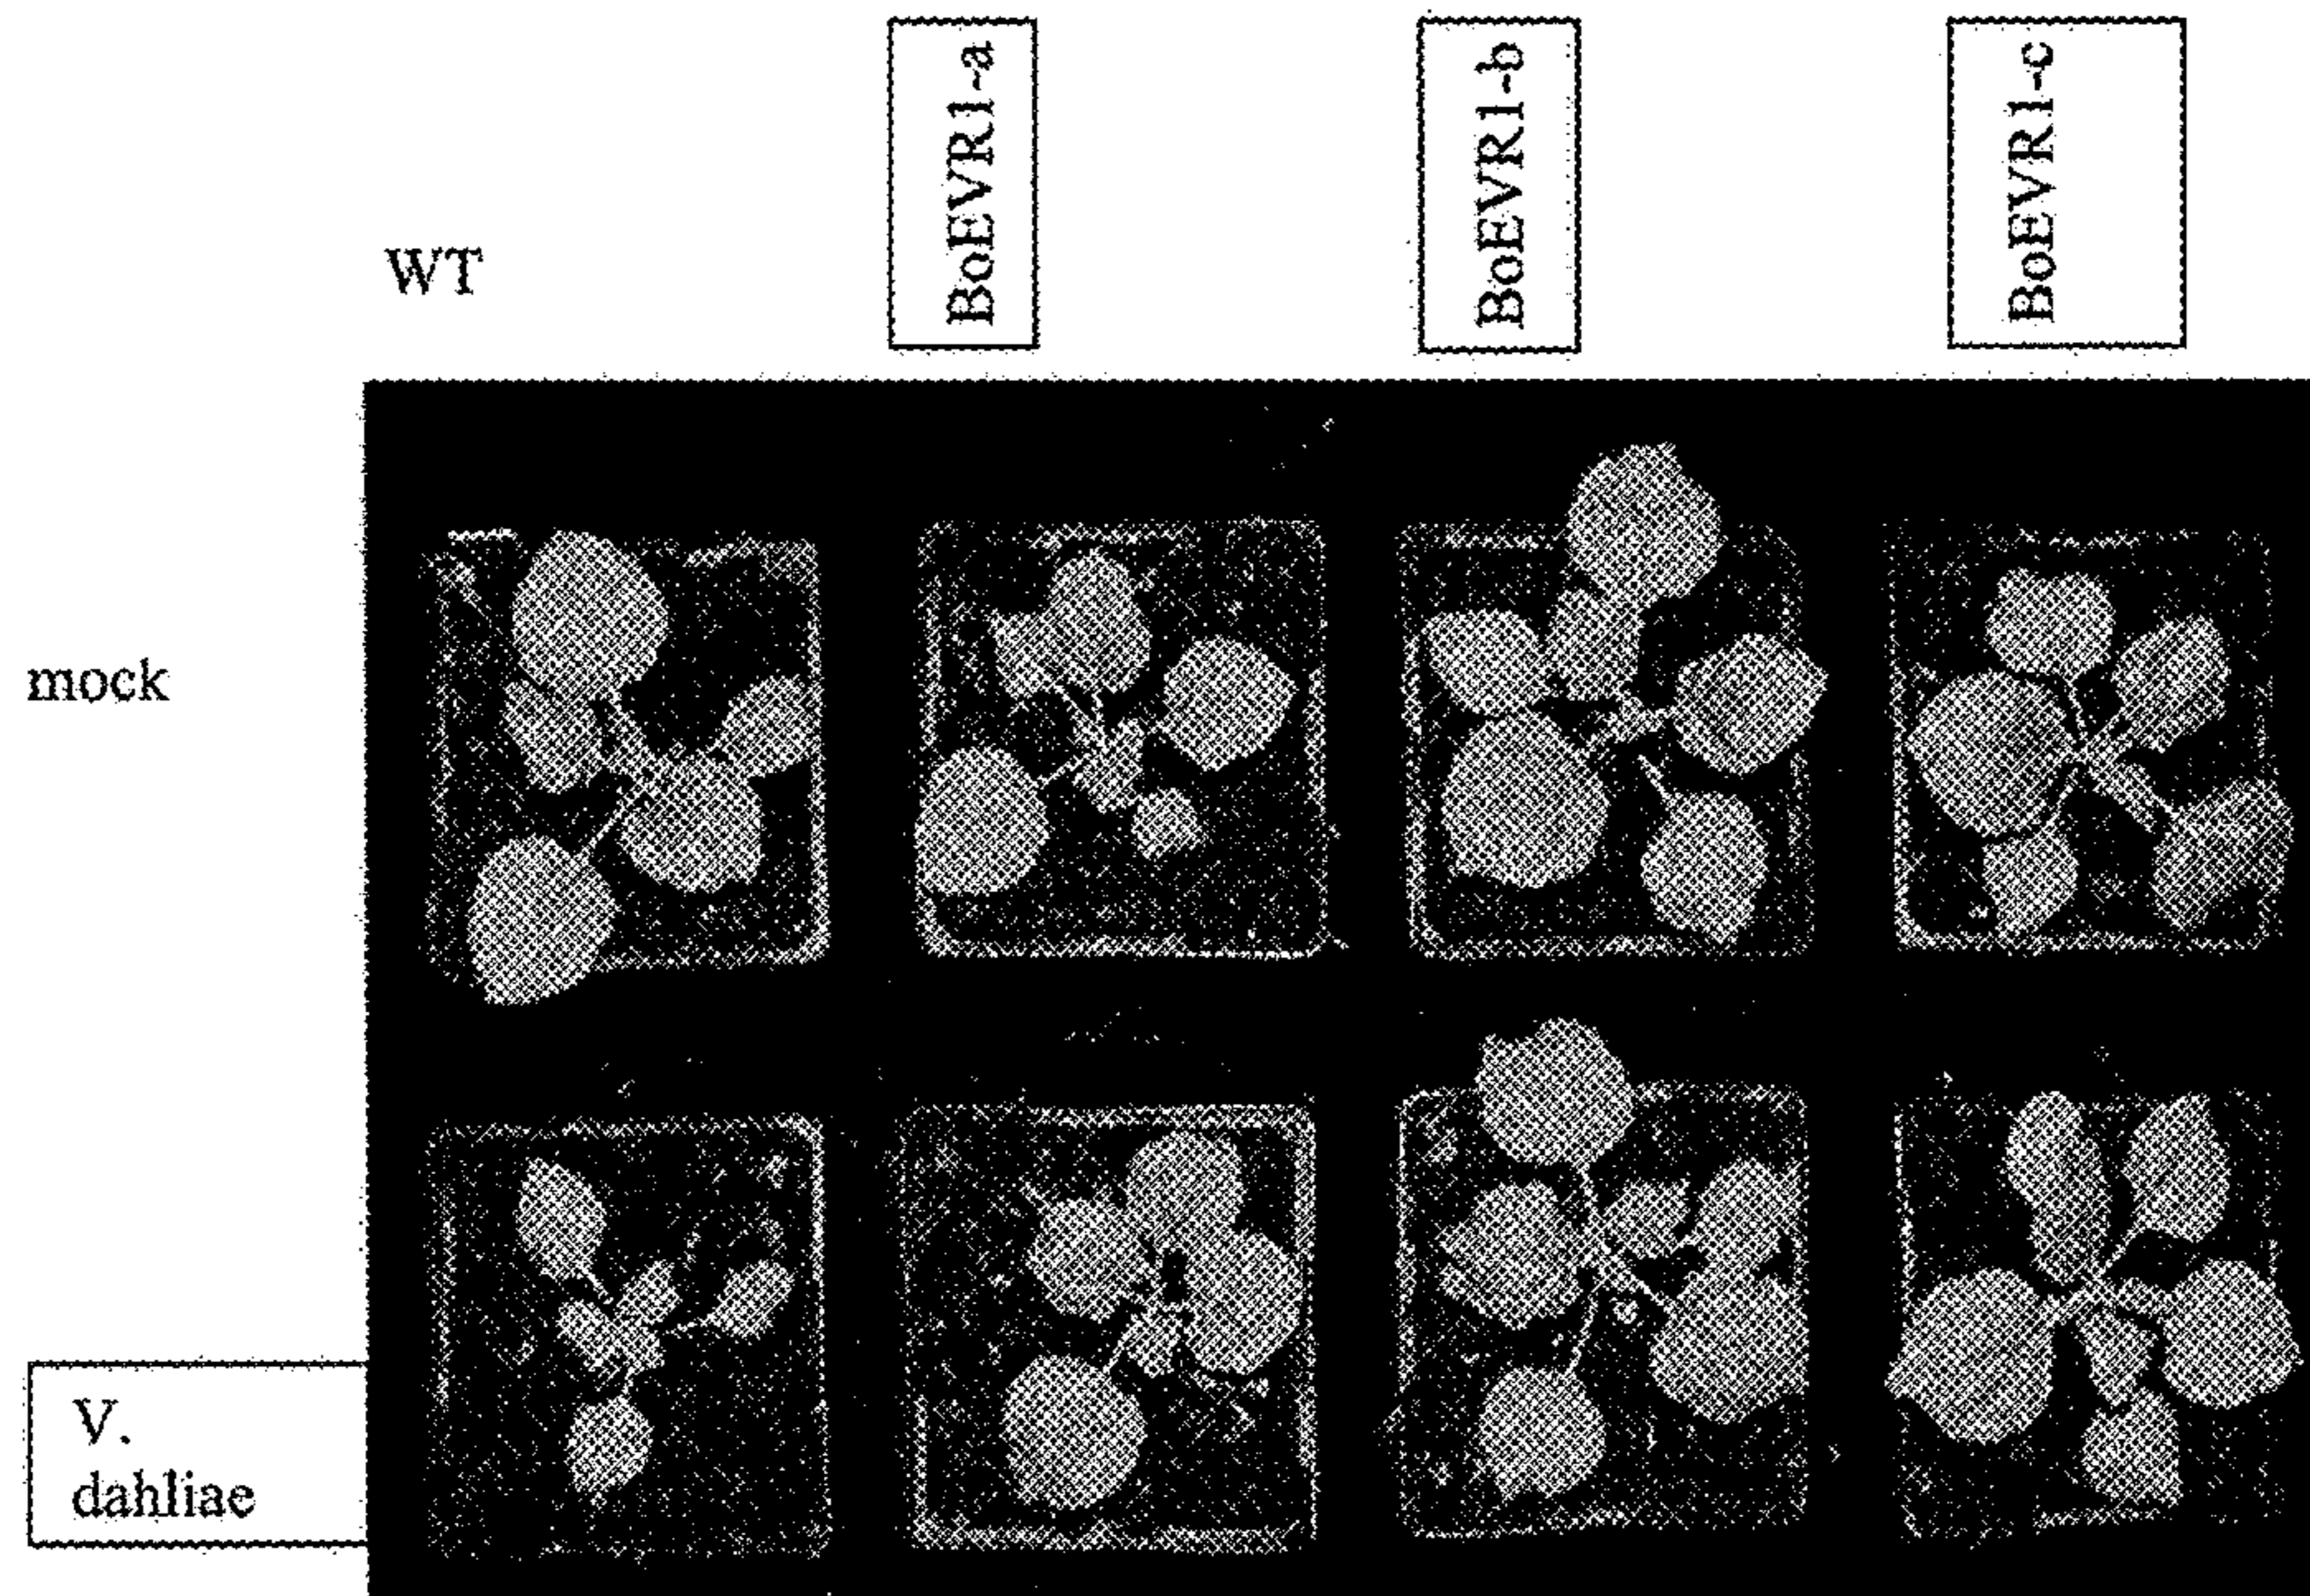 WT
BoEVR1-a
BoEVR1-b
BoEVR1-c
mock
V.
dahliae